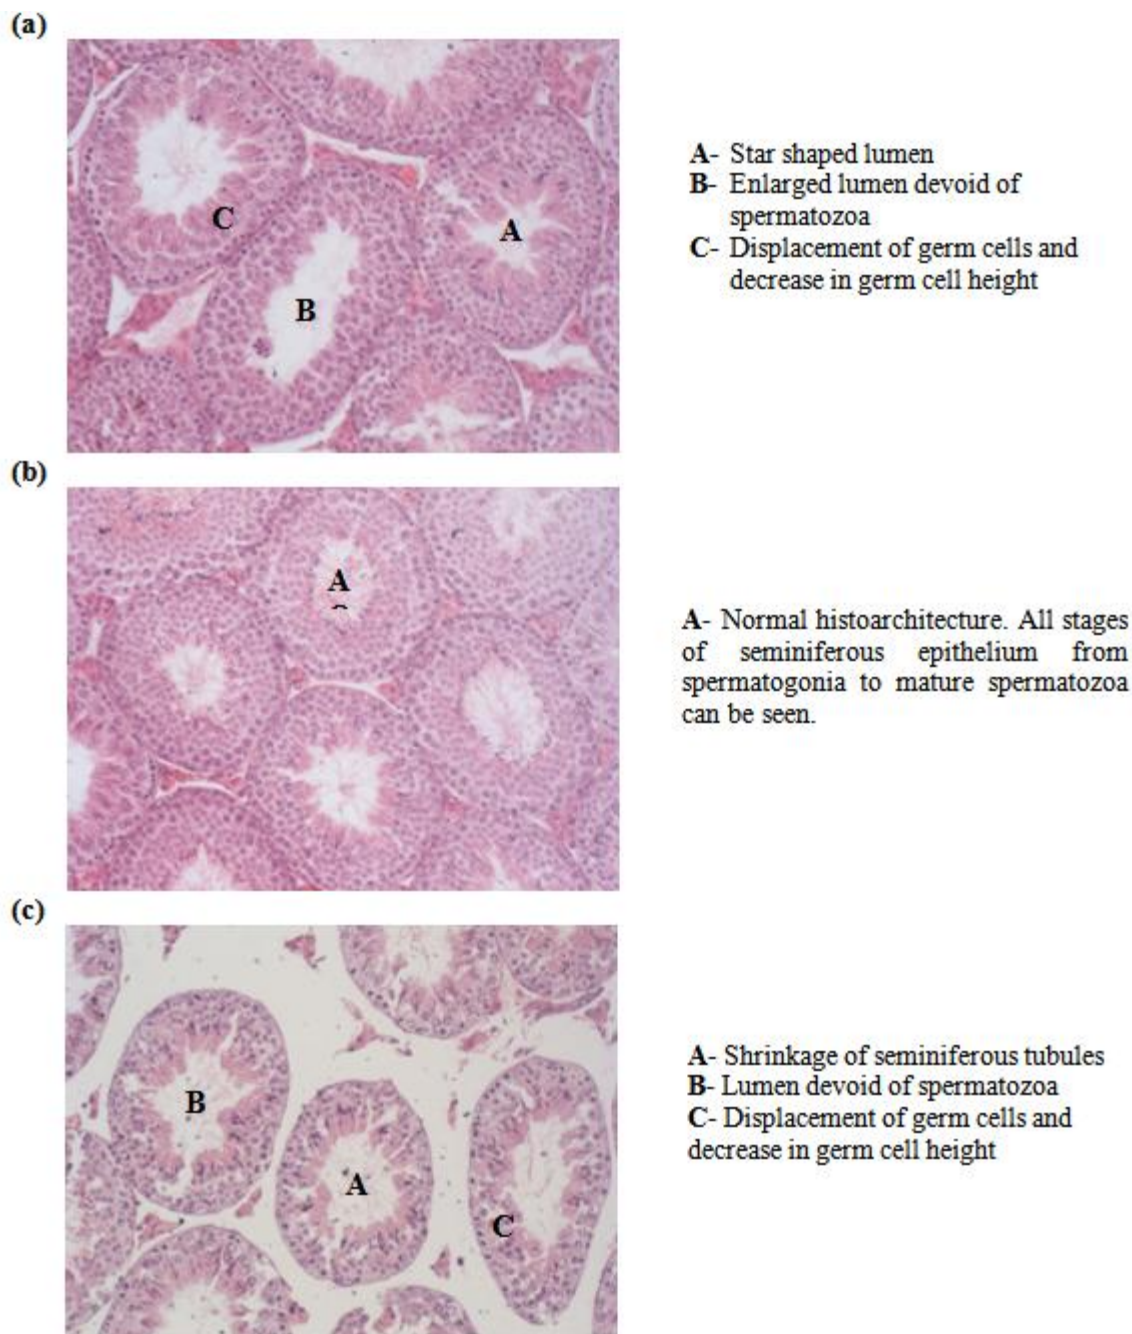 (a)
A- Star shaped lumen
B- Enlarged lumen devoid of
spermatozoa
C- Displacement of germ cells and
decrease in germ cell height
C
A
B
(b)
A
A- Normal histoarchitecture. All stages
of seminiferous epithelium from
spermatogonia to mature spermatozoa
can be seen.
(c)
B
A
C
A- Shrinkage of seminiferous tubules
B- Lumen devoid of spermatozoa
C- Displacement of germ cells and
decrease in germ cell height